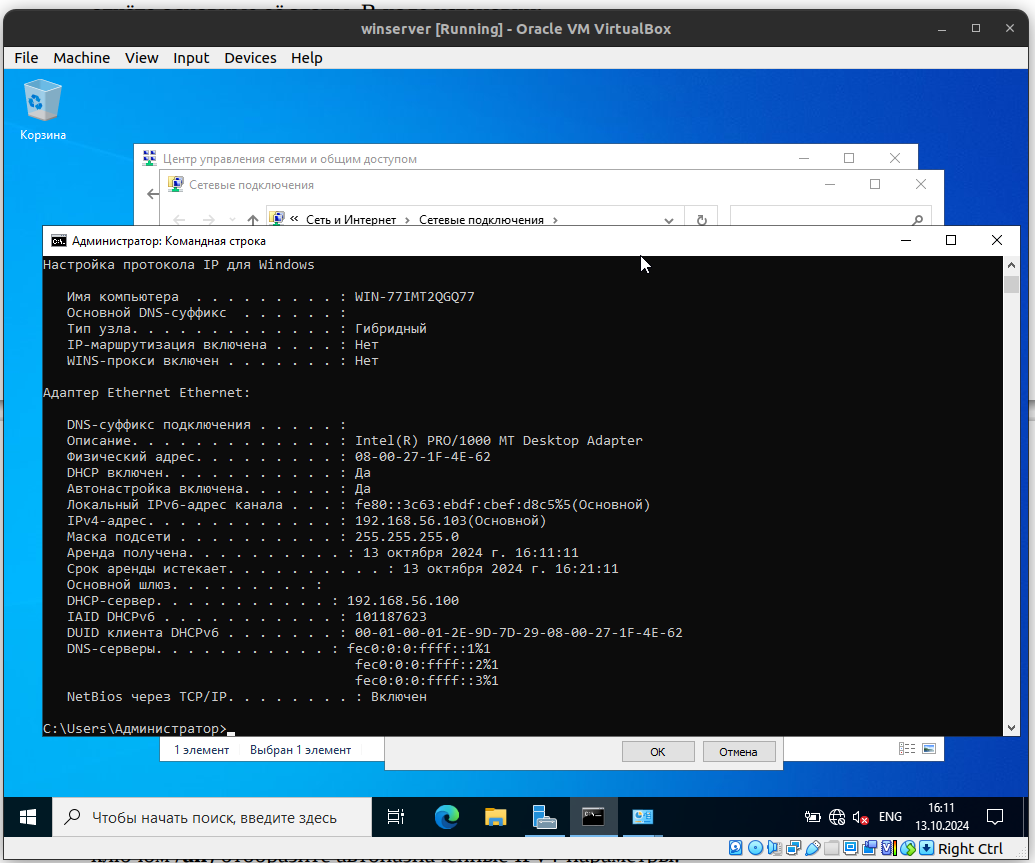 winserver [Running] - Oracle VM VirtualBox
File Machine View Input Devices Help
Корзина
Центр управления сетями и общим доступом
Сетевые подключения
« Сеть и Интернет > Сетевые подключения >
Администратор: Командная строка
Настройка протокола IP для Windows
Имя компьютера . . . . . . . . . : WIN-77IMT2QGQ77
Основной DNS-суффикс . . . . . . :
Тип узла. . . . . . . . . . . . . : Гибридный
IP-маршрутизация включена . . . . : Нет
WINS-прокси включен . . . . . . . : Нет
Адаптер Ethernet Ethernet:
DNS-суффикс подключения . . . . . :
Описание. . . . . . . . . . . . . : Intel(R) PRO/1000 MT Desktop Adapter
Физический адрес. . . . . . . . . : 08-00-27-1F-4E-62
DHCP включен. . . . . . . . . . . : Да
Автонастройка включена. . . . . . : Да
Локальный IPv6-адрес канала . . . : fe80::3c63:ebdf:cbef:d8c5%5(Основной)
IPv4-адрес. . . . . . . . . . . . : 192.168.56.103(Основной)
Маска подсети . . . . . . . . . . : 255.255.255.0
Аренда получена. . . . . . . . . . : 13 октября 2024 г. 16:11:11
Срок аренды истекает. . . . . . . . . . : 13 октября 2024 г. 16:21:11
Основной шлюз. . . . . . . . . :
DHCP-сервер. . . . . . . . . . . : 192.168.56.100
IAID DHCPv6 . . . . . . . . . . . : 101187623
DUID клиента DHCPv6 . . . . . . . : 00-01-00-01-2E-9D-7D-29-08-00-27-1F-4E-62
DNS-серверы. . . . . . . . . . . : fec0:0:0:ffff::1%1
fec0:0:0:ffff::2%1
fec0:0:0:ffff::3%1
NetBios через TCP/IP. . . . . . . . : Включен
C:\Users\Администратор>
1 элемент Выбран 1 элемент
OK Отмена
Чтобы начать поиск, введите здесь
ENG
16:11
13.10.2024
Right Ctrl